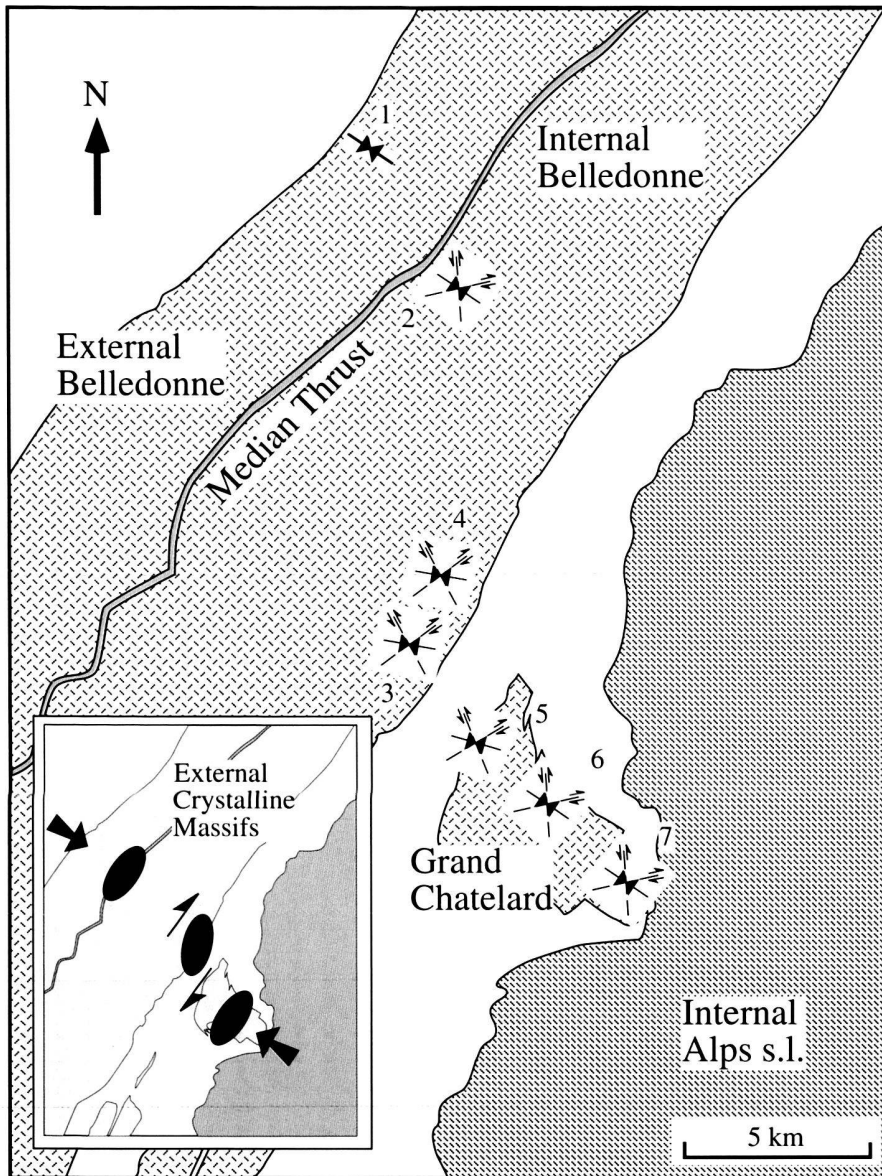 N
1
Internal
Belledonne
2
External
Belledonne
Median Thrust
4
3
5
6
7
Grand
Chatelard
External
Crystalline
Massifs
Internal
Alps s.l.
5 km